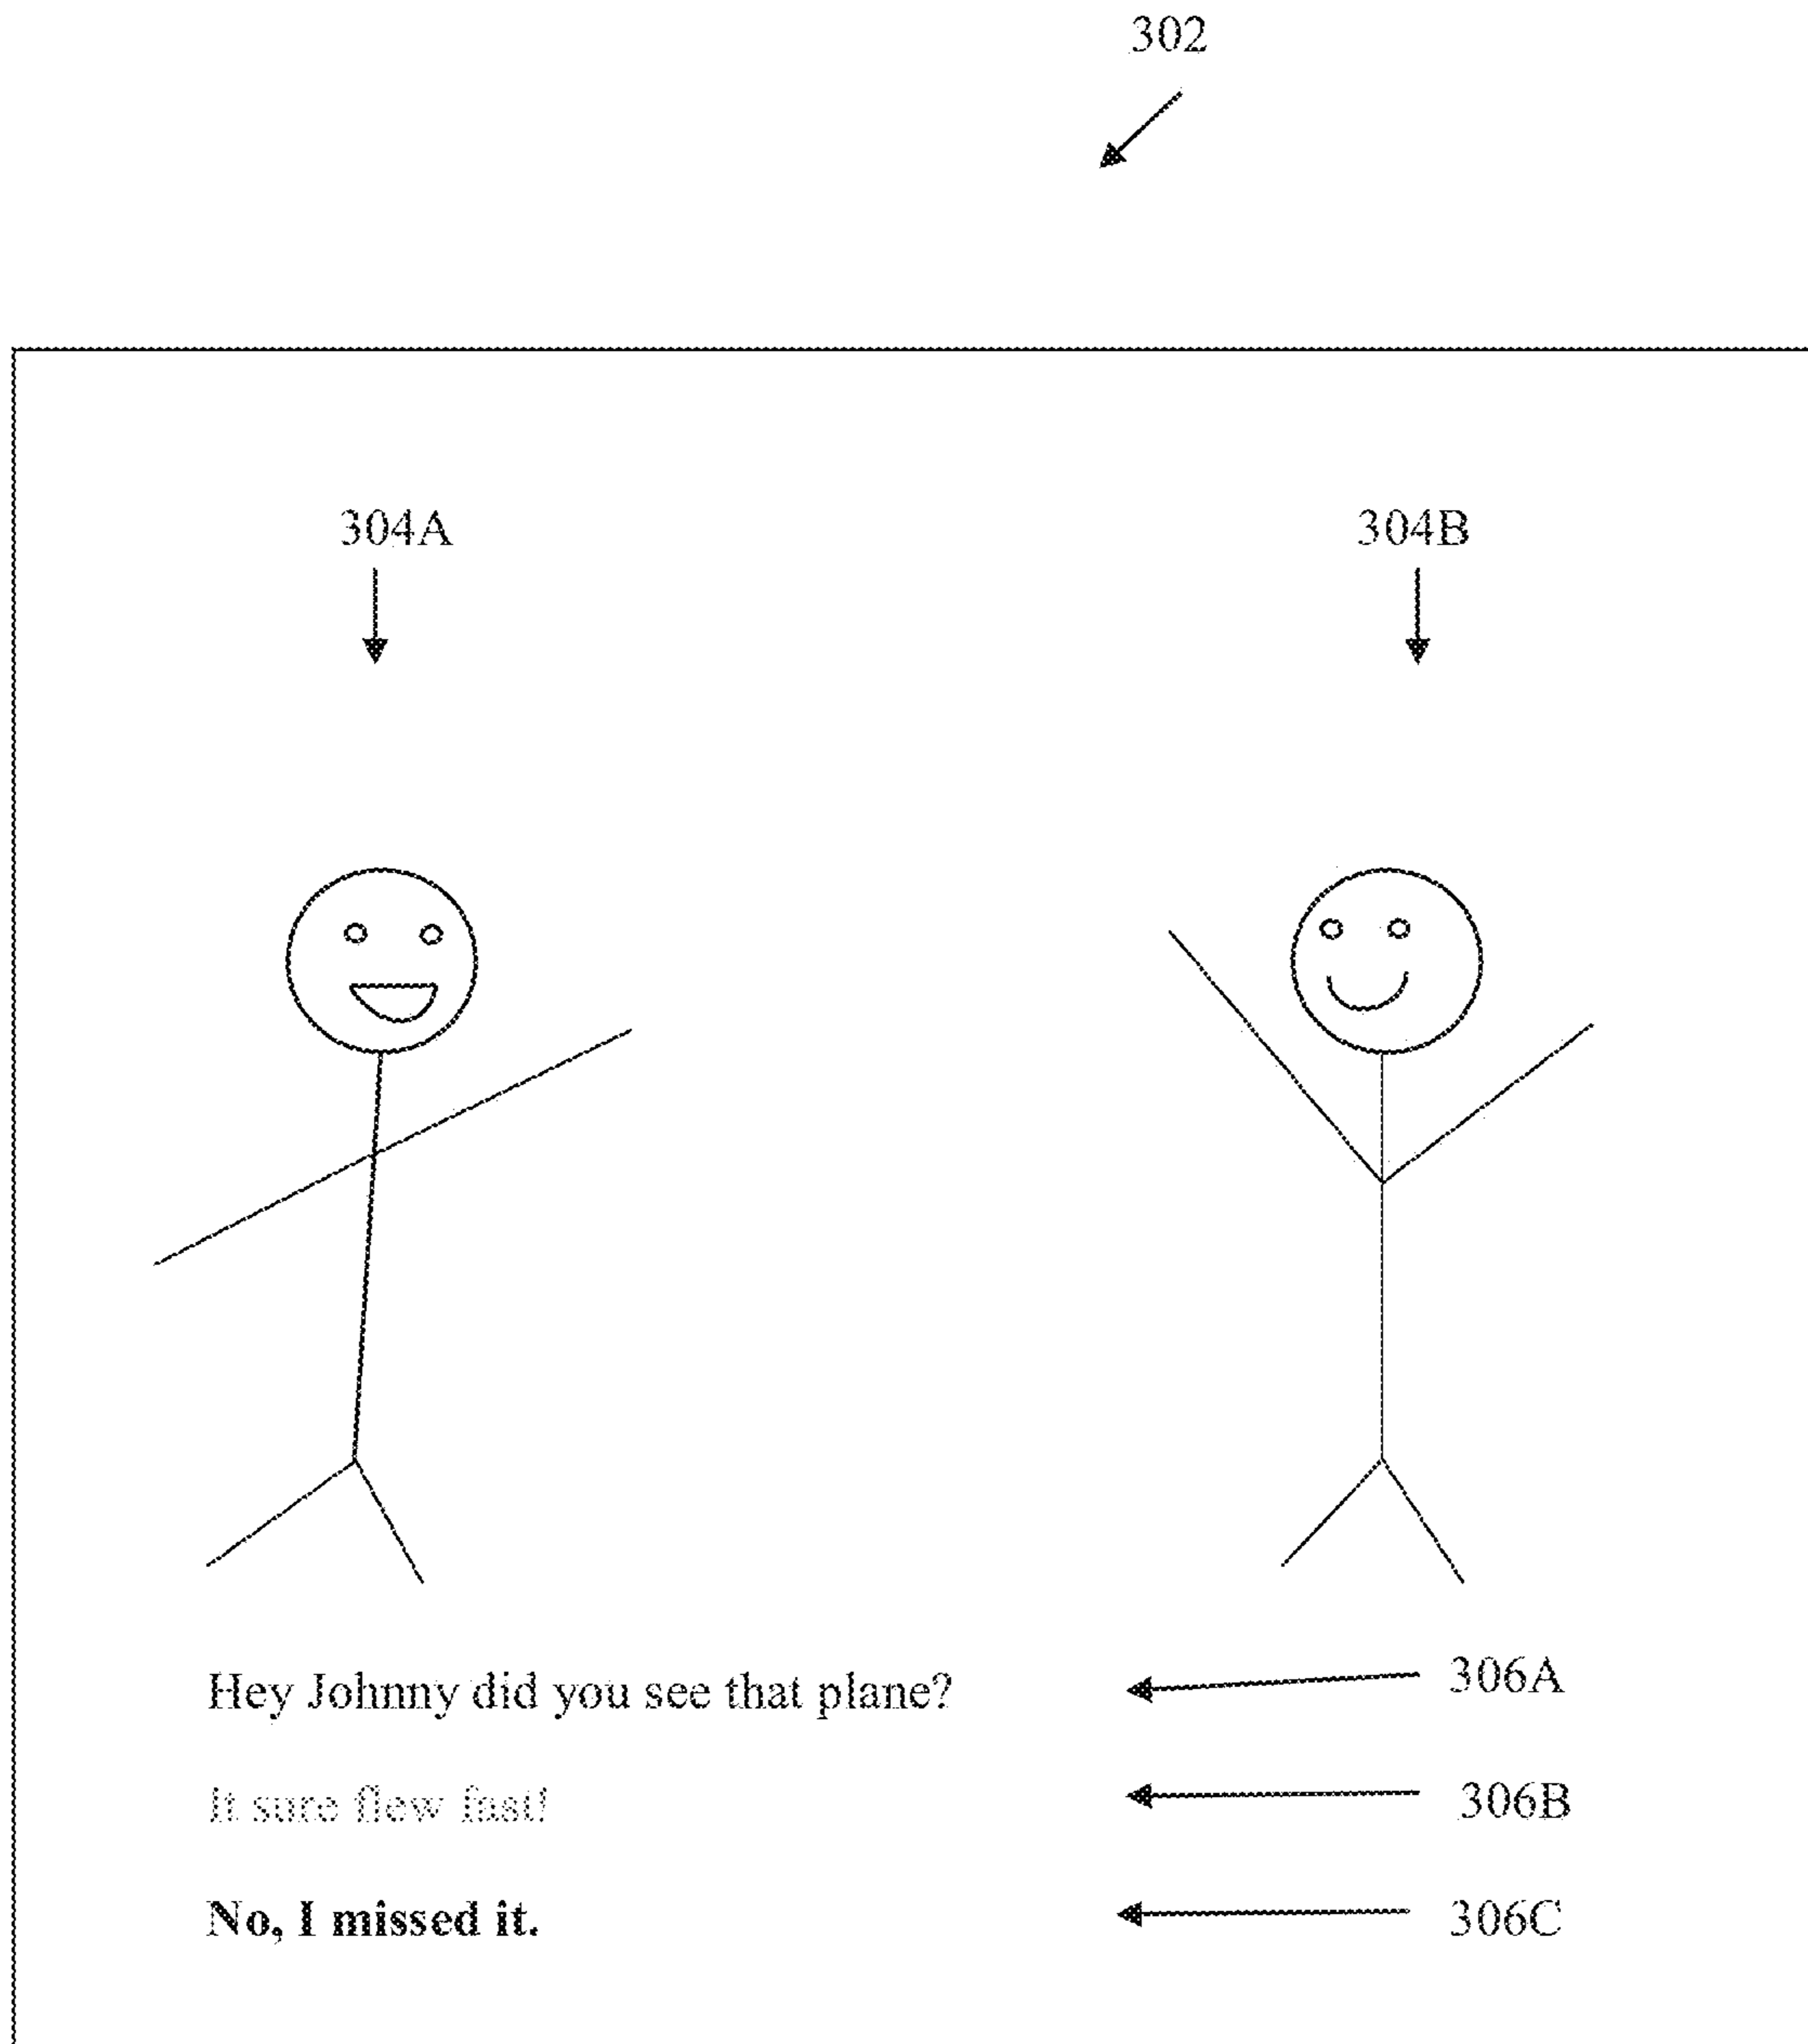 302
304A 304B
Hey Johnny did you see that plane? 306A
It sure flew fast! 306B
No, I missed it. 306C